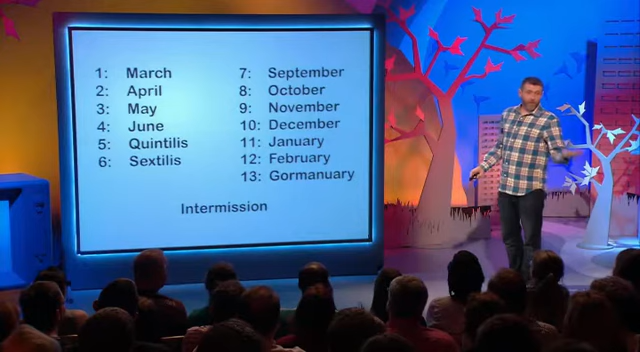 1: March
2: April
3: May
4: June
5: Quintilis
6: Sextilis
7: September
8: October
9: November
10: December
11: January
12: February
13: Gormanuary
Intermission